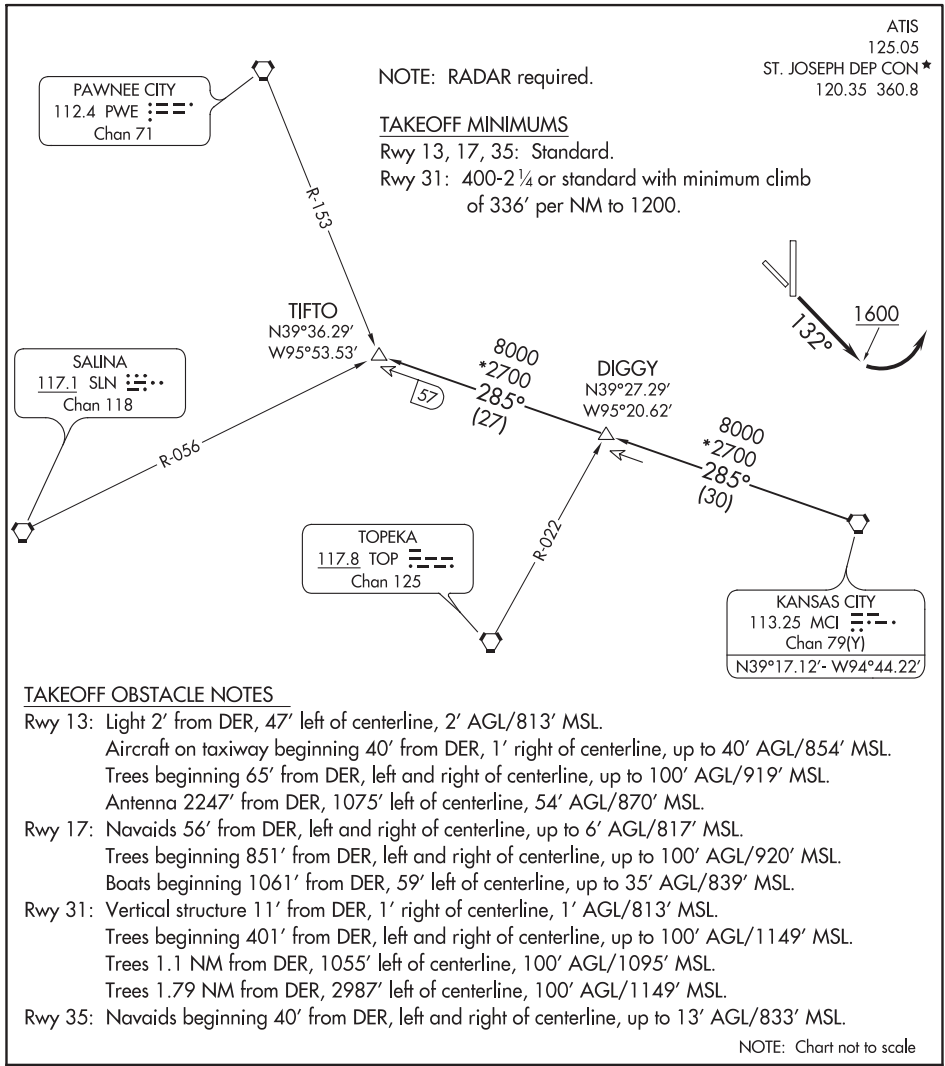 ATIS
125.05
ST. JOSEPH DEP CON ★
120.35 360.8
NOTE: RADAR required.
TAKEOFF MINIMUMS
Rwy 13, 17, 35: Standard.
Rwy 31: 400-2¼ or standard with minimum climb
of 336' per NM to 1200.
PAWNEE CITY
112.4 PWE
Chan 71
R-153
1600
132°
TIFTO
N39°36.29'
W95°53.53'
SALINA
117.1 SLN
Chan 118
R-056
8000
*2700
285°
(27)
57
DIGGY
N39°27.29'
W95°20.62'
8000
*2700
285°
(30)
R-022
TOPEKA
117.8 TOP
Chan 125
KANSAS CITY
113.25 MCI
Chan 79(Y)
N39°17.12'- W94°44.22'
TAKEOFF OBSTACLE NOTES
Rwy 13: Light 2' from DER, 47' left of centerline, 2' AGL/813' MSL.
Aircraft on taxiway beginning 40' from DER, 1' right of centerline, up to 40' AGL/854' MSL.
Trees beginning 65' from DER, left and right of centerline, up to 100' AGL/919' MSL.
Antenna 2247' from DER, 1075' left of centerline, 54' AGL/870' MSL.
Rwy 17: Navaids 56' from DER, left and right of centerline, up to 6' AGL/817' MSL.
Trees beginning 851' from DER, left and right of centerline, up to 100' AGL/920' MSL.
Boats beginning 1061' from DER, 59' left of centerline, up to 35' AGL/839' MSL.
Rwy 31: Vertical structure 11' from DER, 1' right of centerline, 1' AGL/813' MSL.
Trees beginning 401' from DER, left and right of centerline, up to 100' AGL/1149' MSL.
Trees 1.1 NM from DER, 1055' left of centerline, 100' AGL/1095' MSL.
Trees 1.79 NM from DER, 2987' left of centerline, 100' AGL/1149' MSL.
Rwy 35: Navaids beginning 40' from DER, left and right of centerline, up to 13' AGL/833' MSL.
NOTE: Chart not to scale